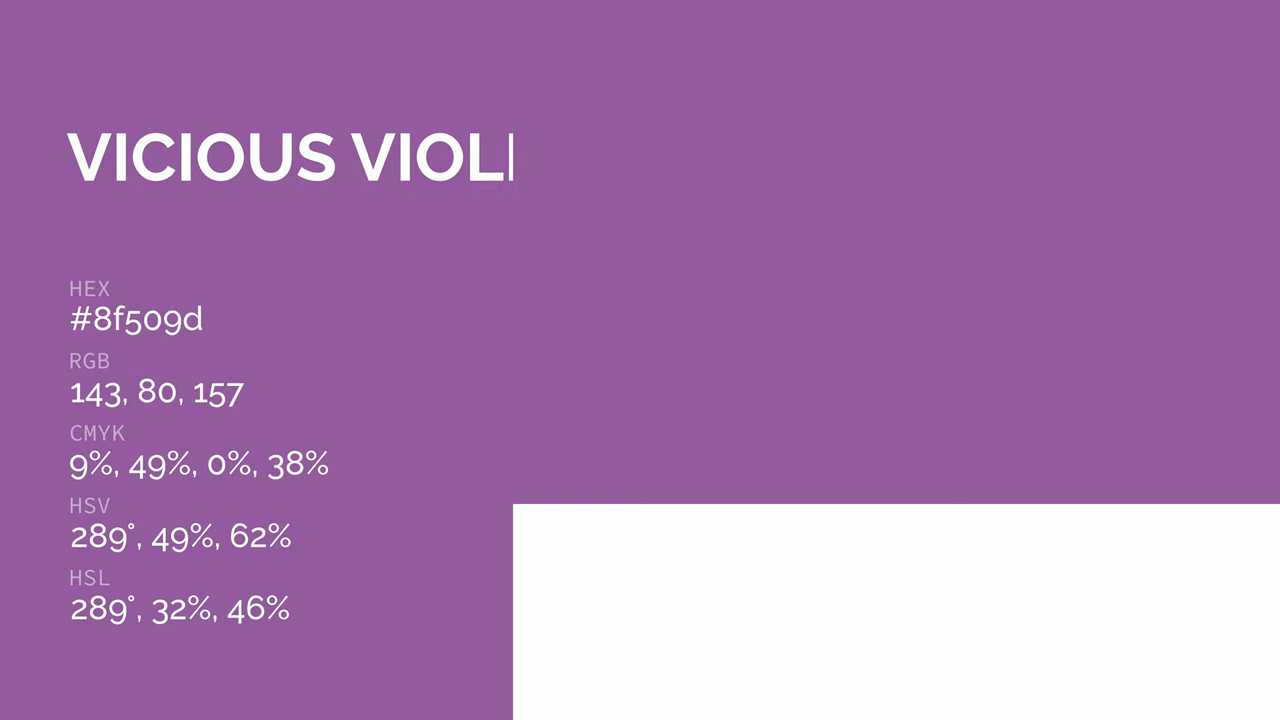 VICIOUS VIOL
HEX
#8f509d
RGB
143, 80, 157
CMYK
9%, 49%, 0%, 38%
HSV
289°, 49%, 62%
HSL
289°, 32%, 46%